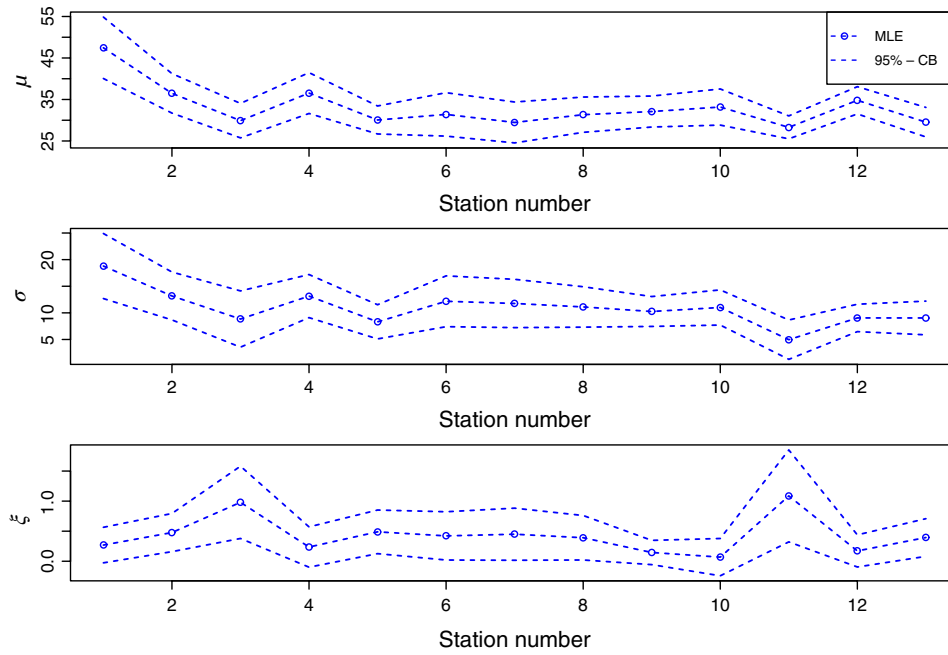 MLE
95% – CB
μ
25 35 45 55
2 4 6 8 10 12
Station number
σ
5 10 20
2 4 6 8 10 12
Station number
ξ
0.0 1.0
2 4 6 8 10 12
Station number